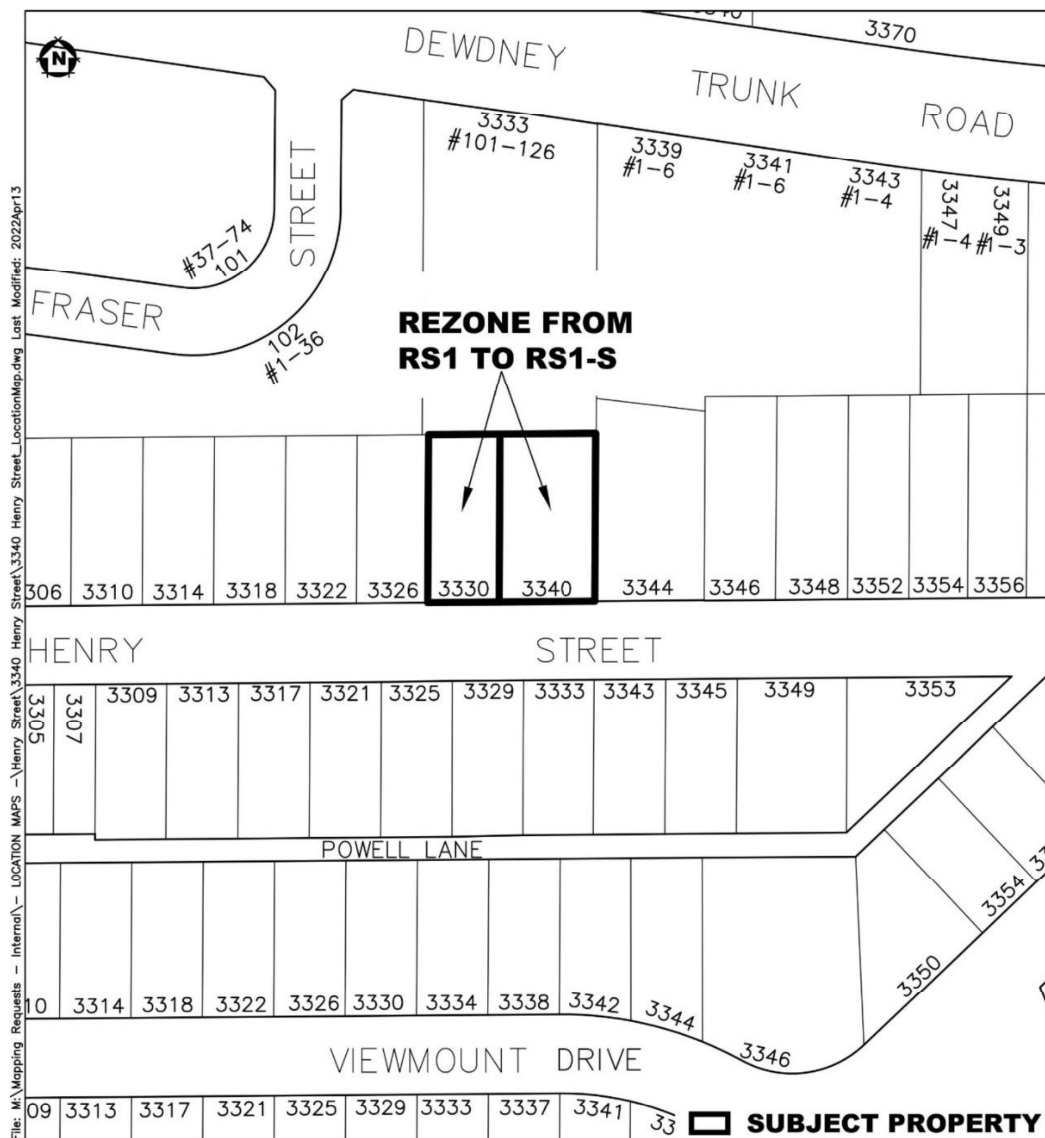 3370
DEWDNEY TRUNK ROAD
N
3333
#101-126
3339
#1-6
3341
#1-6
3343
#1-4
3347
#1-4
3349
#1-3
STREET
#37-74
101
FRASER
102
#1-36
REZONE FROM
RS1 TO RS1-S
306 3310 3314 3318 3322 3326 3330 3340 3344 3346 3348 3352 3354 3356
HENRY STREET
3305 3307 3309 3313 3317 3321 3325 3329 3333 3343 3345 3349 3353
POWELL LANE
10 3314 3318 3322 3326 3330 3334 3338 3342 3344 3346 3350 3354 33
VIEWMOUNT DRIVE
09 3313 3317 3321 3325 3329 3333 3337 3341 33
SUBJECT PROPERTY
File: M:\Mapping Requests - Internal\- LOCATION MAPS -\Henry Street\3340 Henry Street\3340 Henry Street_LocationMap.dwg Last Modified: 2022Apr13